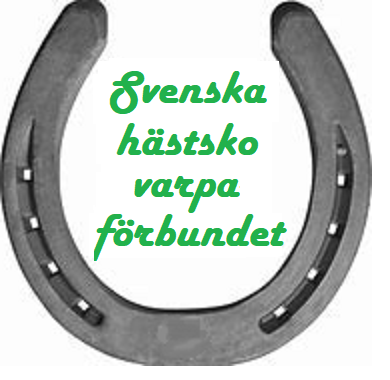 Svenska
hästsko
varpa
förbundet